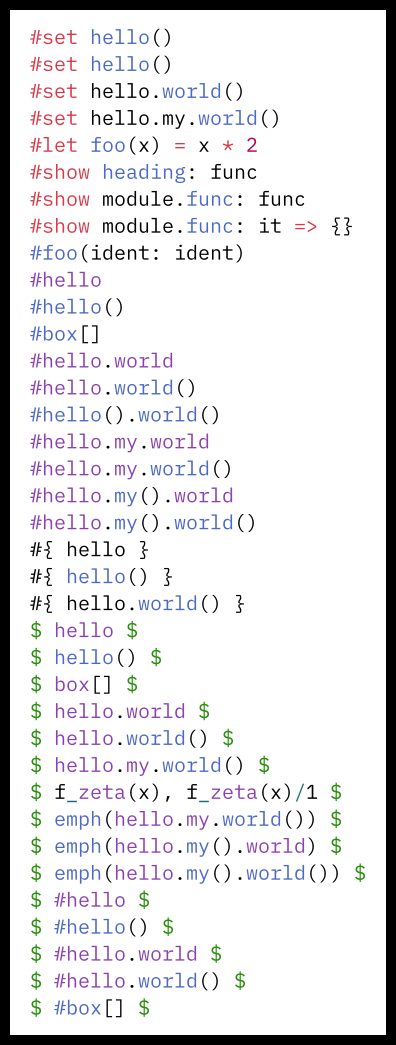 #set hello()
#set hello()
#set hello.world()
#set hello.my.world()
#let foo(x) = x * 2
#show heading: func
#show module.func: func
#show module.func: it => {}
#foo(ident: ident)
#hello
#hello()
#box[]
#hello.world
#hello.world()
#hello().world()
#hello.my.world
#hello.my.world()
#hello.my().world
#hello.my().world()
#{ hello }
#{ hello() }
#{ hello.world() }
$ hello $
$ hello() $
$ box[] $
$ hello.world $
$ hello.world() $
$ hello.my.world() $
$ f_zeta(x), f_zeta(x)/1 $
$ emph(hello.my.world()) $
$ emph(hello.my().world) $
$ emph(hello.my().world()) $
$ #hello $
$ #hello() $
$ #hello.world $
$ #hello.world() $
$ #box[] $